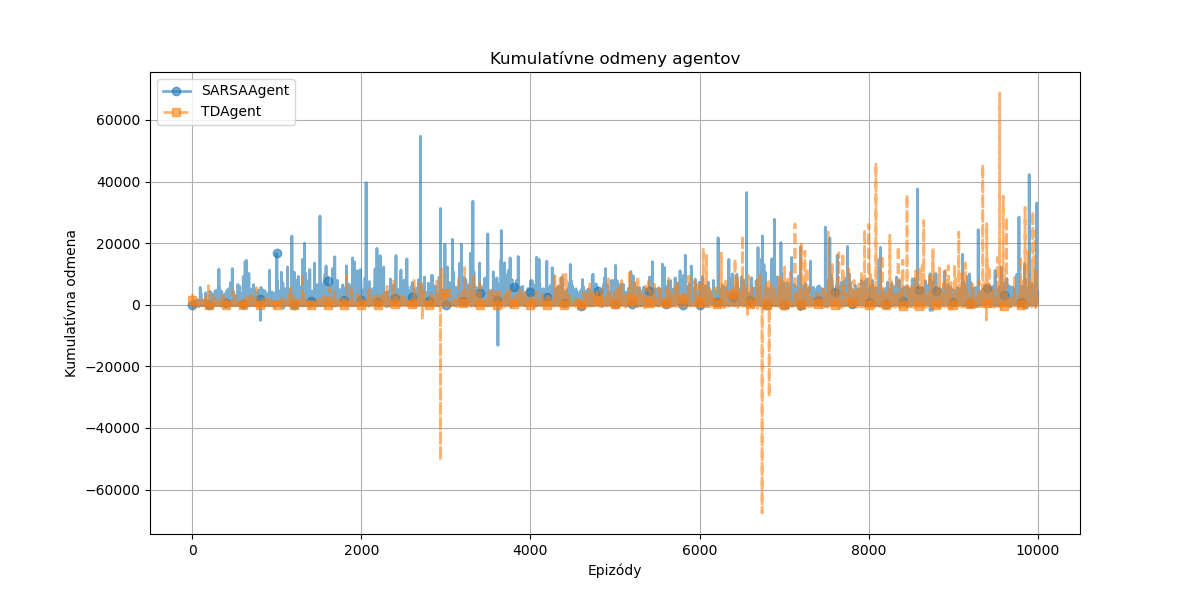 Kumulatívne odmeny agentov
SARSAAgent
TDAgent
60000
40000
20000
0
−20000
−40000
−60000
Kumulatívna odmena
0 2000 4000 6000 8000 10000
Epizódy